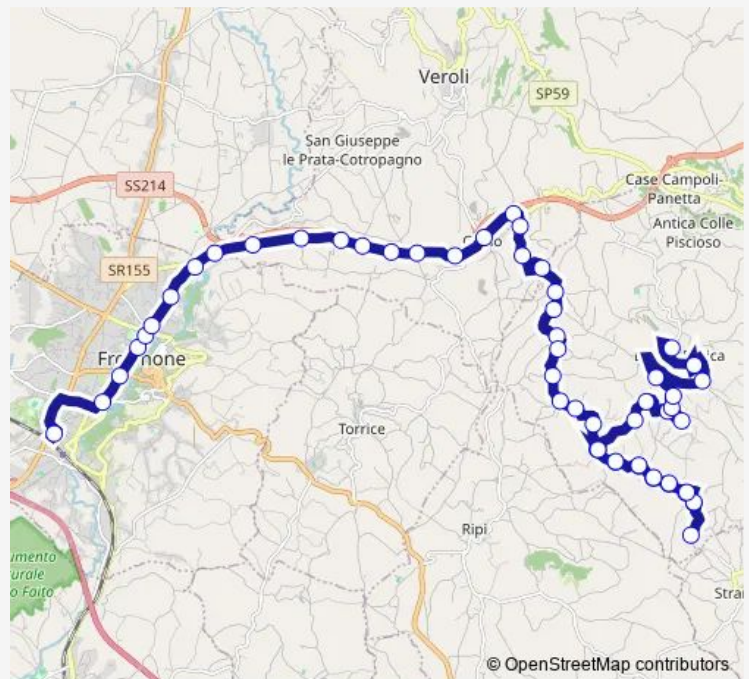 Veroli
SP59
San Giuseppe
le Prata-Cotropagno
SS214
Case Campoli-
Panetta
Antica Colle
Piscioso
SR155
Torrice
Ripi
© OpenStreetMap contributors